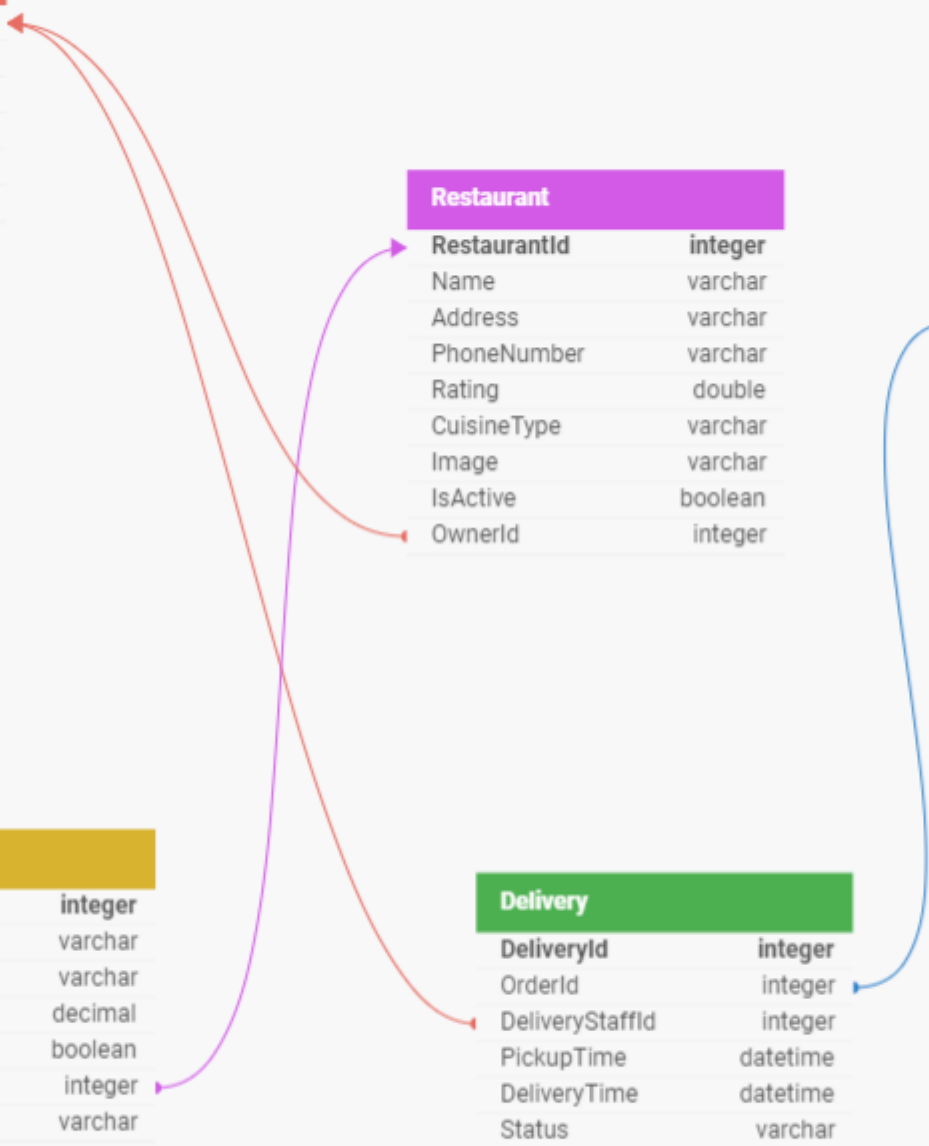 Restaurant
RestaurantId integer
Name varchar
Address varchar
PhoneNumber varchar
Rating double
CuisineType varchar
Image varchar
IsActive boolean
OwnerId integer
integer
varchar
varchar
decimal
boolean
integer
varchar
Delivery
DeliveryId integer
OrderId integer
DeliveryStaffId integer
PickupTime datetime
DeliveryTime datetime
Status varchar